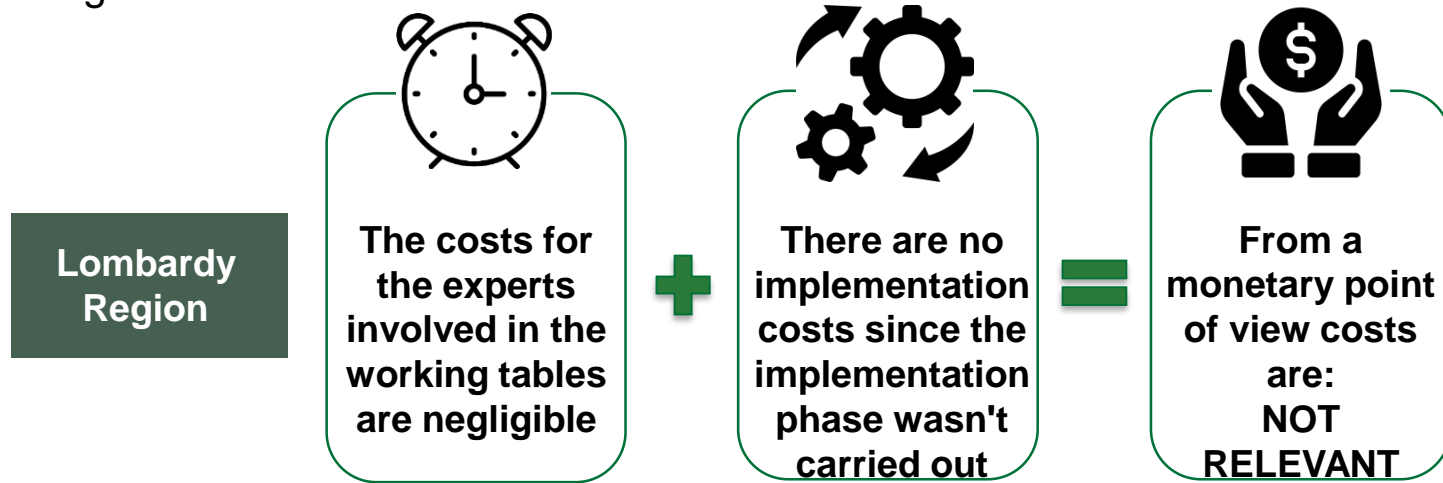 Lombardy
Region
The costs for
the experts
involved in the
working tables
are negligible
There are no
implementation
costs since the
implementation
phase wasn't
carried out
$
From a
monetary point
of view costs
are:
NOT
RELEVANT